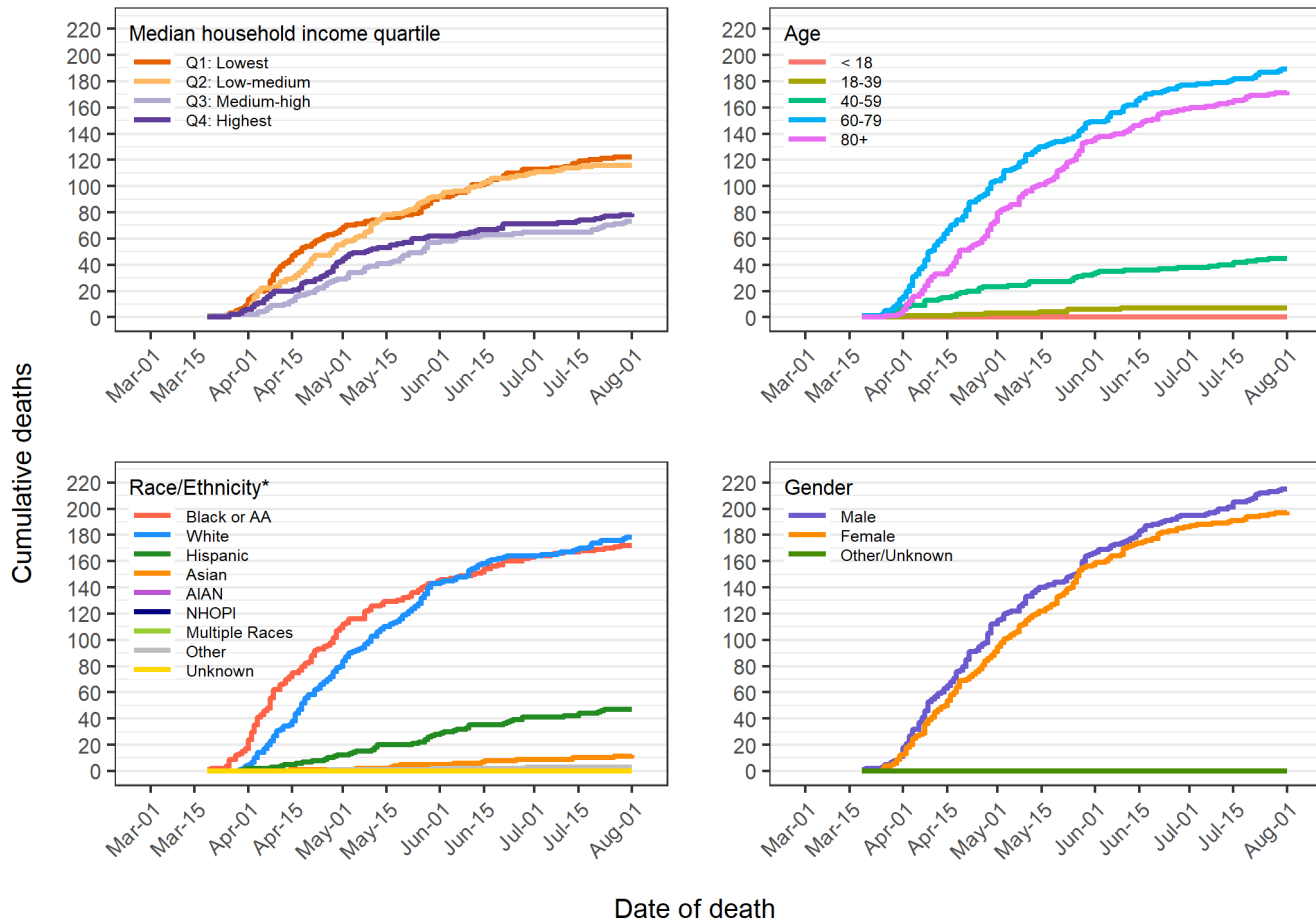 Cumulative deaths
Median household income quartile
Q1: Lowest
Q2: Low-medium
Q3: Medium-high
Q4: Highest
220
200
180
160
140
120
100
80
60
40
20
0
Mar-01
Mar-15
Apr-01
Apr-15
May-01
May-15
Jun-01
Jun-15
Jul-01
Jul-15
Aug-01
Age
< 18
18-39
40-59
60-79
80+
220
200
180
160
140
120
100
80
60
40
20
0
Mar-01
Mar-15
Apr-01
Apr-15
May-01
May-15
Jun-01
Jun-15
Jul-01
Jul-15
Aug-01
Race/Ethnicity*
Black or AA
White
Hispanic
Asian
AIAN
NHOPI
Multiple Races
Other
Unknown
220
200
180
160
140
120
100
80
60
40
20
0
Mar-01
Mar-15
Apr-01
Apr-15
May-01
May-15
Jun-01
Jun-15
Jul-01
Jul-15
Aug-01
Gender
Male
Female
Other/Unknown
220
200
180
160
140
120
100
80
60
40
20
0
Mar-01
Mar-15
Apr-01
Apr-15
May-01
May-15
Jun-01
Jun-15
Jul-01
Jul-15
Aug-01
Date of death